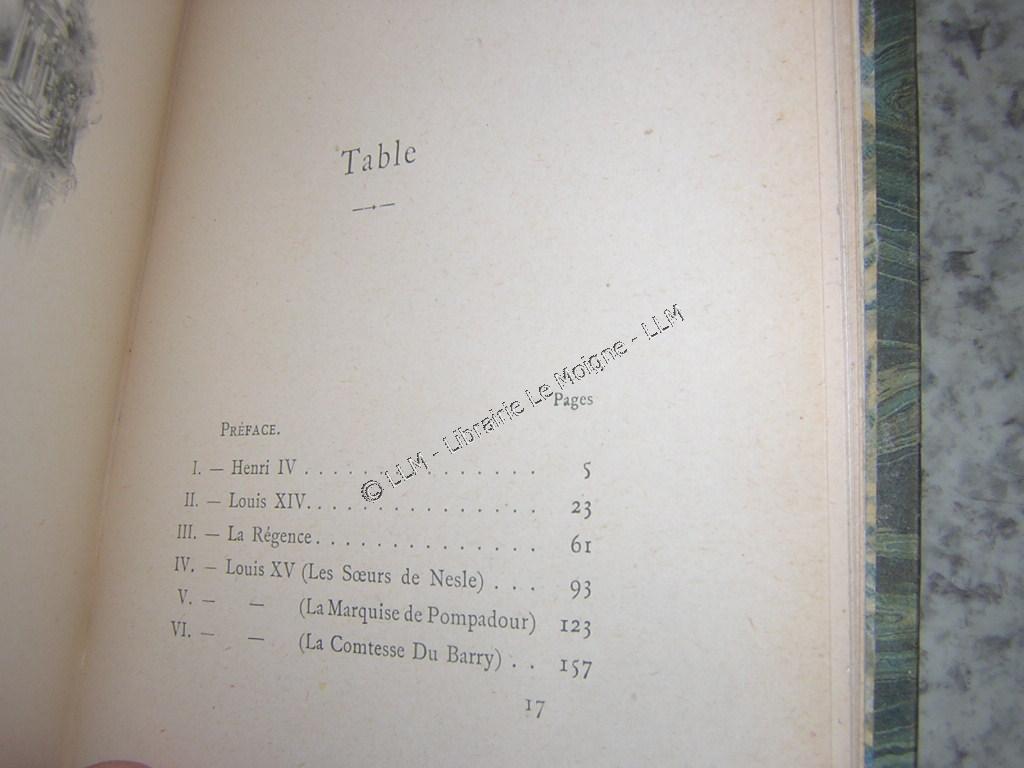 Table
© LLM - Librairie Le Moigne - LLM
Pages
PRÉFACE.
I. — Henri IV . . . . . . . . . . . . . . . . 5
II. — Louis XIV. . . . . . . . . . . . . . . . 23
III. — La Régence . . . . . . . . . . . . . . 61
IV. — Louis XV (Les Sœurs de Nesle) . . . 93
V. — — (La Marquise de Pompadour) 123
VI. — — (La Comtesse Du Barry) . . 157
17